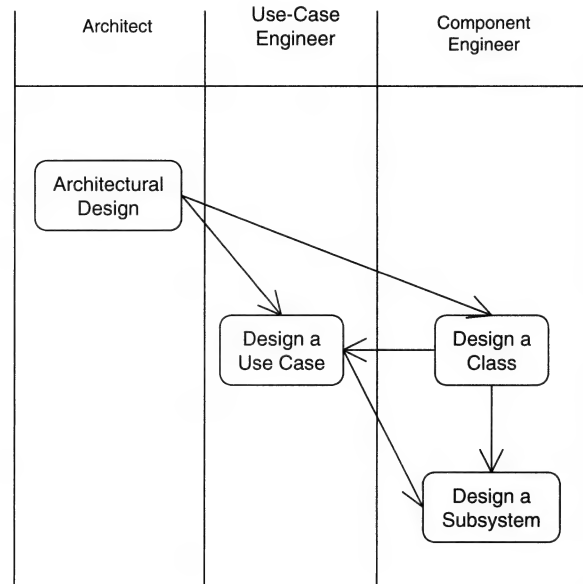 Architect
Use-Case
Engineer
Component
Engineer
Architectural
Design
Design a
Use Case
Design a
Class
Design a
Subsystem